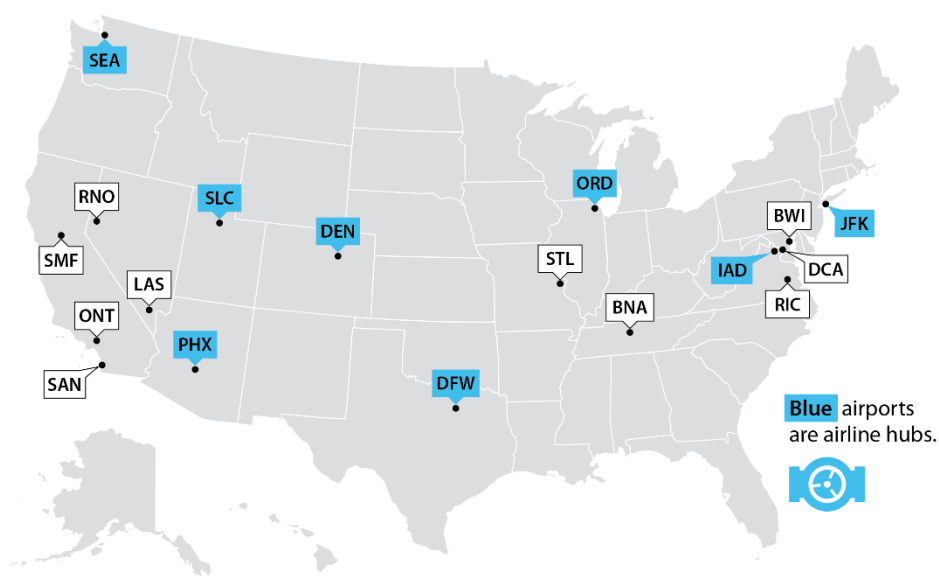 SEA
RNO
SLC
ORD
BWI
JFK
DEN
SMF
STL
IAD
DCA
LAS
RIC
BNA
ONT
PHX
SAN
DFW
Blue airports
are airline hubs.